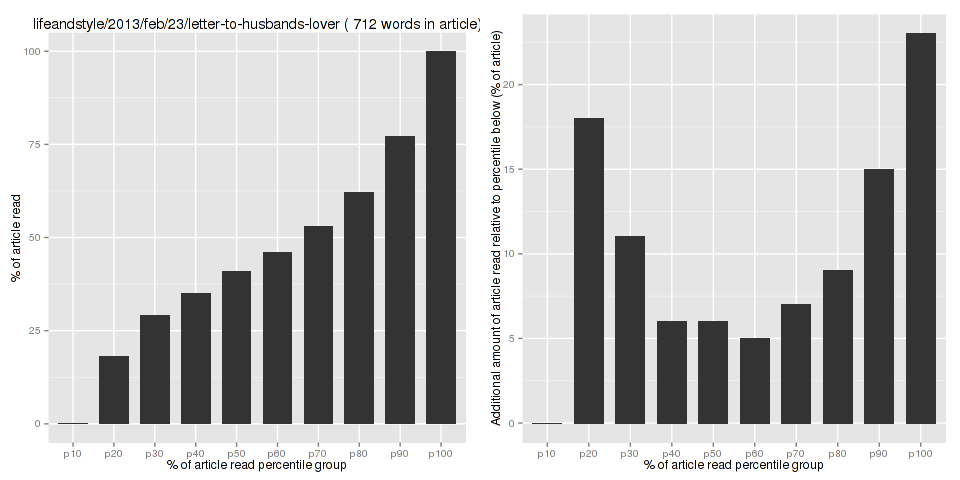 lifeandstyle/2013/feb/23/letter-to-husbands-lover ( 712 words in article)
% of article read
100
75
50
25
0
p10 p20 p30 p40 p50 p60 p70 p80 p90 p100
% of article read percentile group
Additional amount of article read relative to percentile below (% of article)
20
15
10
5
0
p10 p20 p30 p40 p50 p60 p70 p80 p90 p100
% of article read percentile group